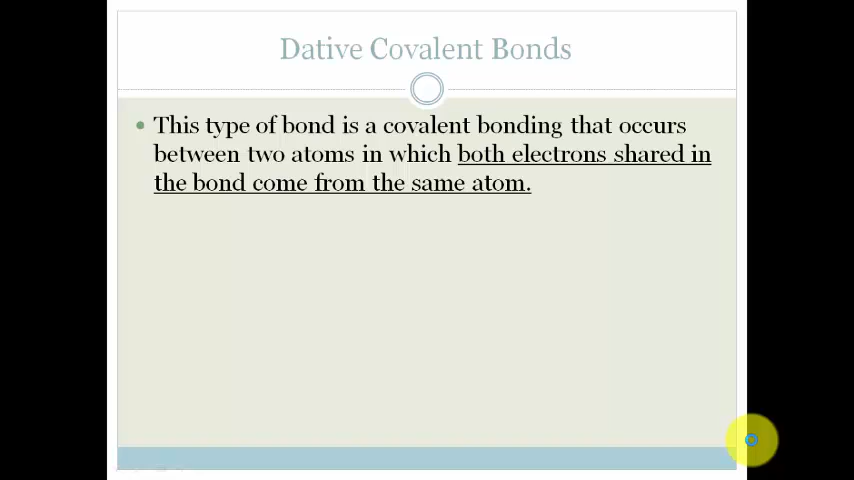 Dative Covalent Bonds
This type of bond is a covalent bonding that occurs
between two atoms in which both electrons shared in
the bond come from the same atom.